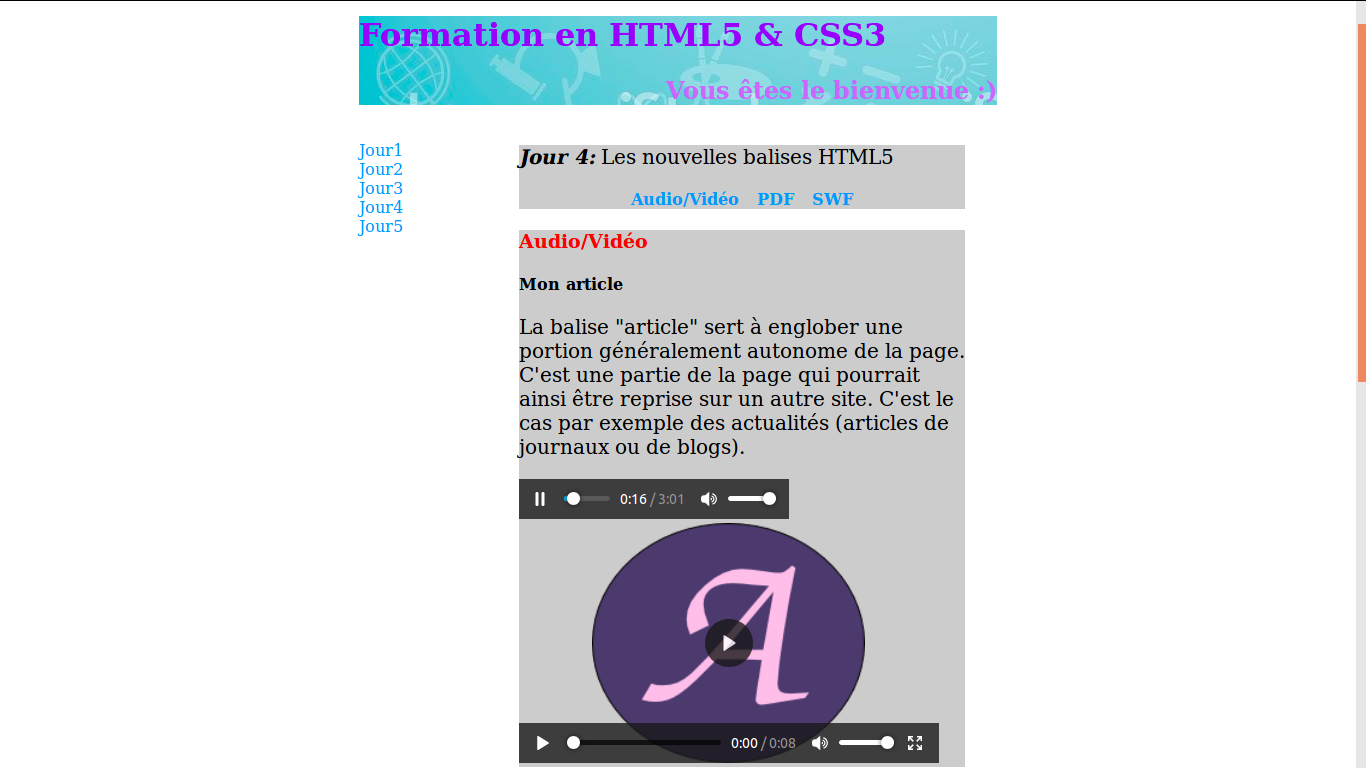 Formation en HTML5 & CSS3
Vous êtes le bienvenue :)
Jour1
Jour2
Jour3
Jour4
Jour5
Jour 4: Les nouvelles balises HTML5
Audio/Vidéo PDF SWF
Audio/Vidéo
Mon article
La balise "article" sert à englober une
portion généralement autonome de la page.
C'est une partie de la page qui pourrait
ainsi être reprise sur un autre site. C'est le
cas par exemple des actualités (articles de
journaux ou de blogs).
0:16 / 3:01
A
0:00 / 0:08